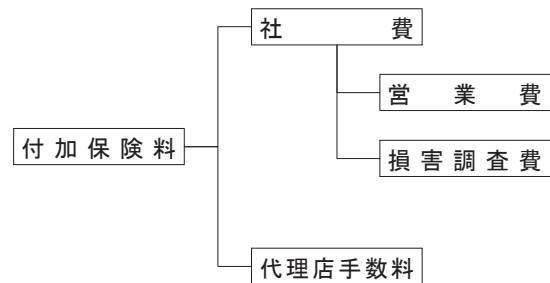 社費
営業費
付加保険料
損害調査費
代理店手数料